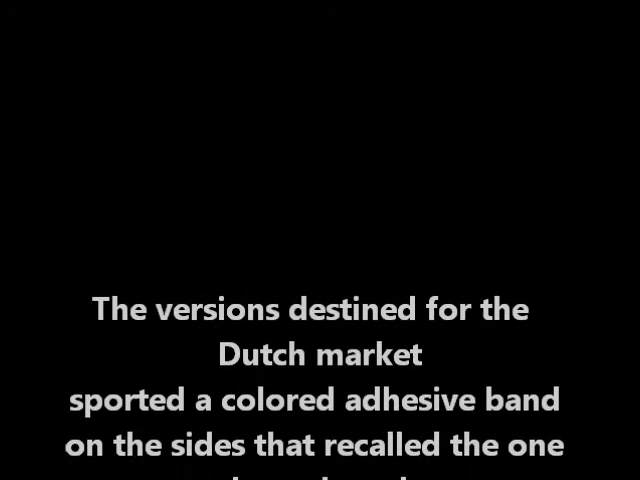 The versions destined for the
Dutch market
sported a colored adhesive band
on the sides that recalled the one